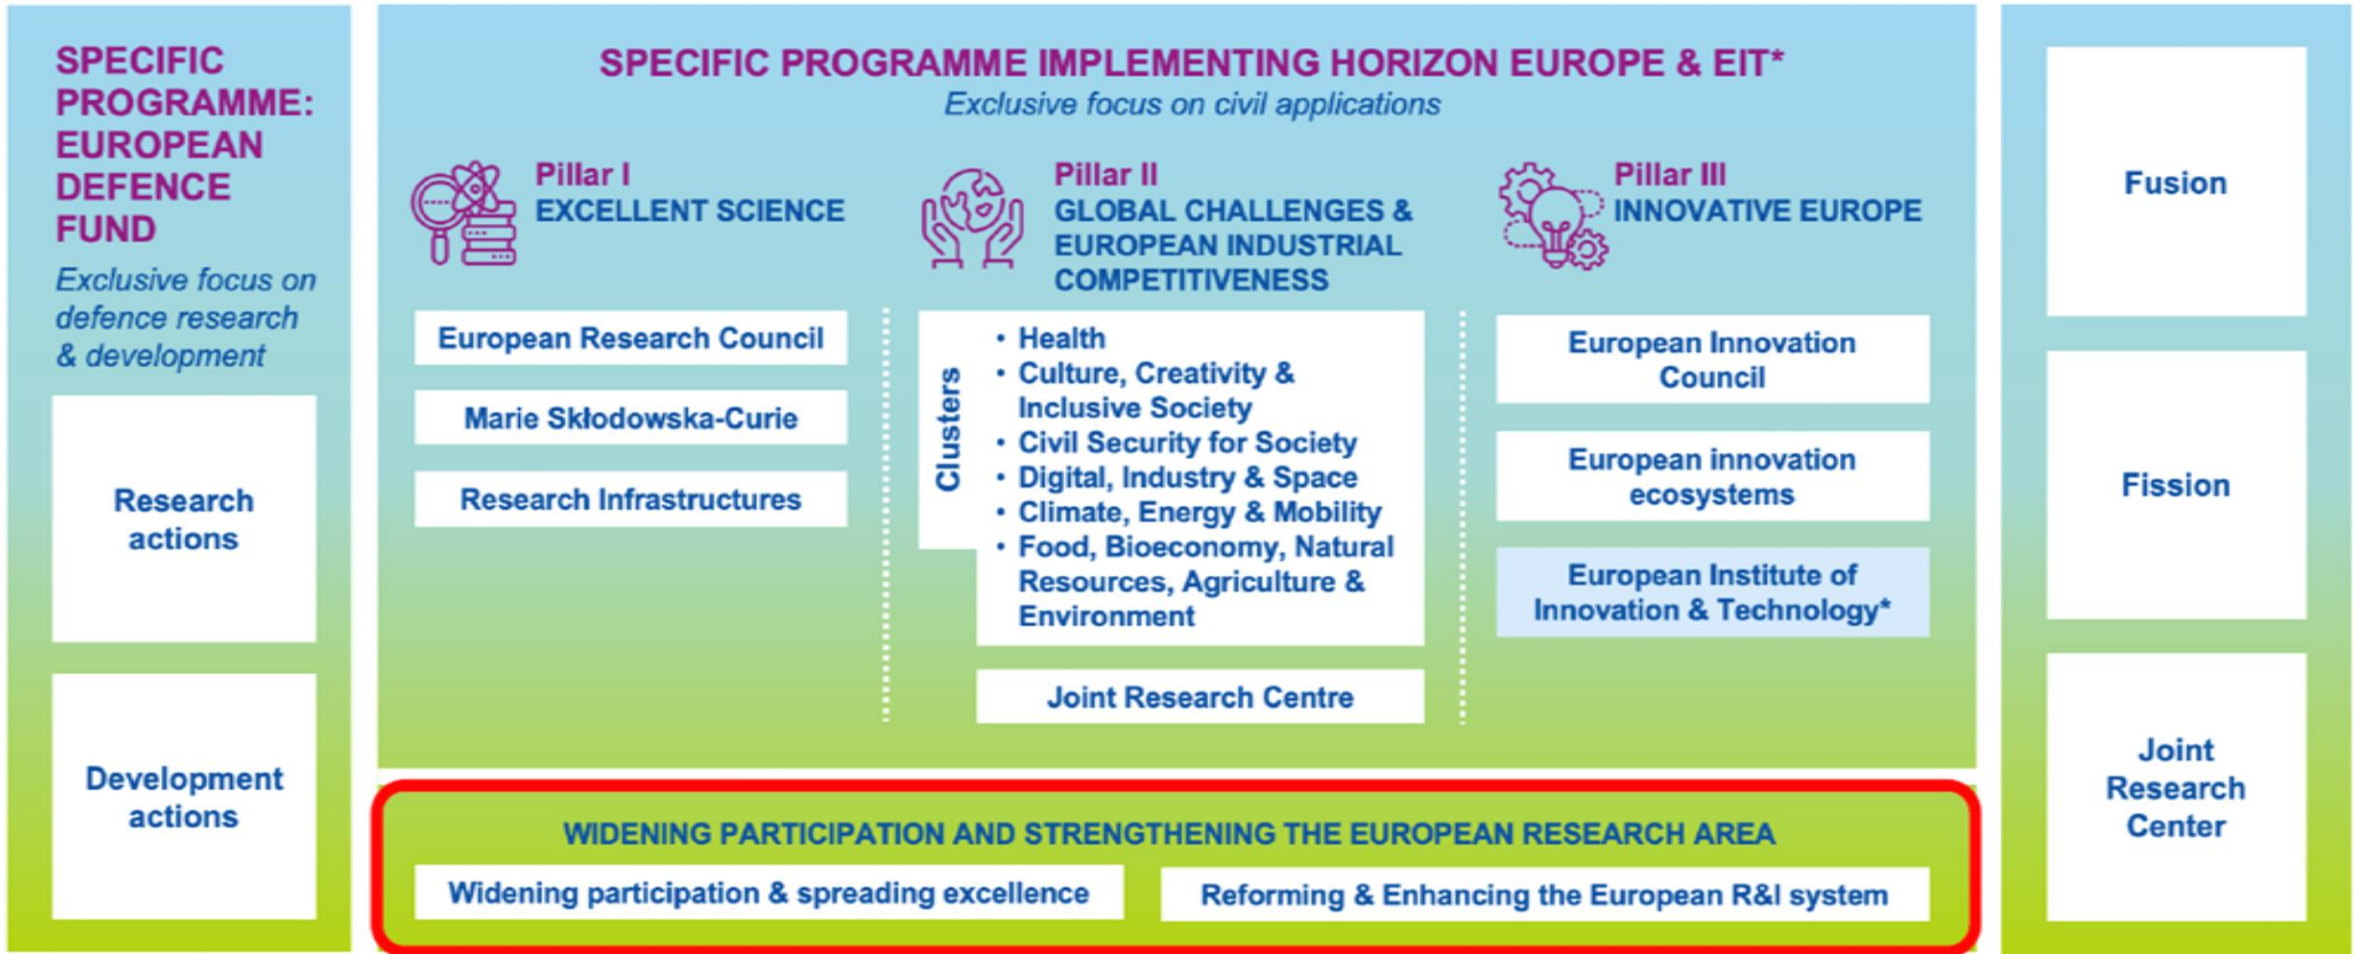 SPECIFIC
PROGRAMME:
EUROPEAN
DEFENCE
FUND
Exclusive focus on
defence research
& development
Research
actions
Development
actions
SPECIFIC PROGRAMME IMPLEMENTING HORIZON EUROPE & EIT*
Exclusive focus on civil applications
Pillar I
EXCELLENT SCIENCE
European Research Council
Marie Skłodowska-Curie
Research Infrastructures
Pillar II
GLOBAL CHALLENGES &
EUROPEAN INDUSTRIAL
COMPETITIVENESS
Clusters
• Health
• Culture, Creativity &
Inclusive Society
• Civil Security for Society
• Digital, Industry & Space
• Climate, Energy & Mobility
• Food, Bioeconomy, Natural
Resources, Agriculture &
Environment
Joint Research Centre
Pillar III
INNOVATIVE EUROPE
European Innovation
Council
European innovation
ecosystems
European Institute of
Innovation & Technology*
WIDENING PARTICIPATION AND STRENGTHENING THE EUROPEAN RESEARCH AREA
Widening participation & spreading excellence
Reforming & Enhancing the European R&I system
Fusion
Fission
Joint
Research
Center